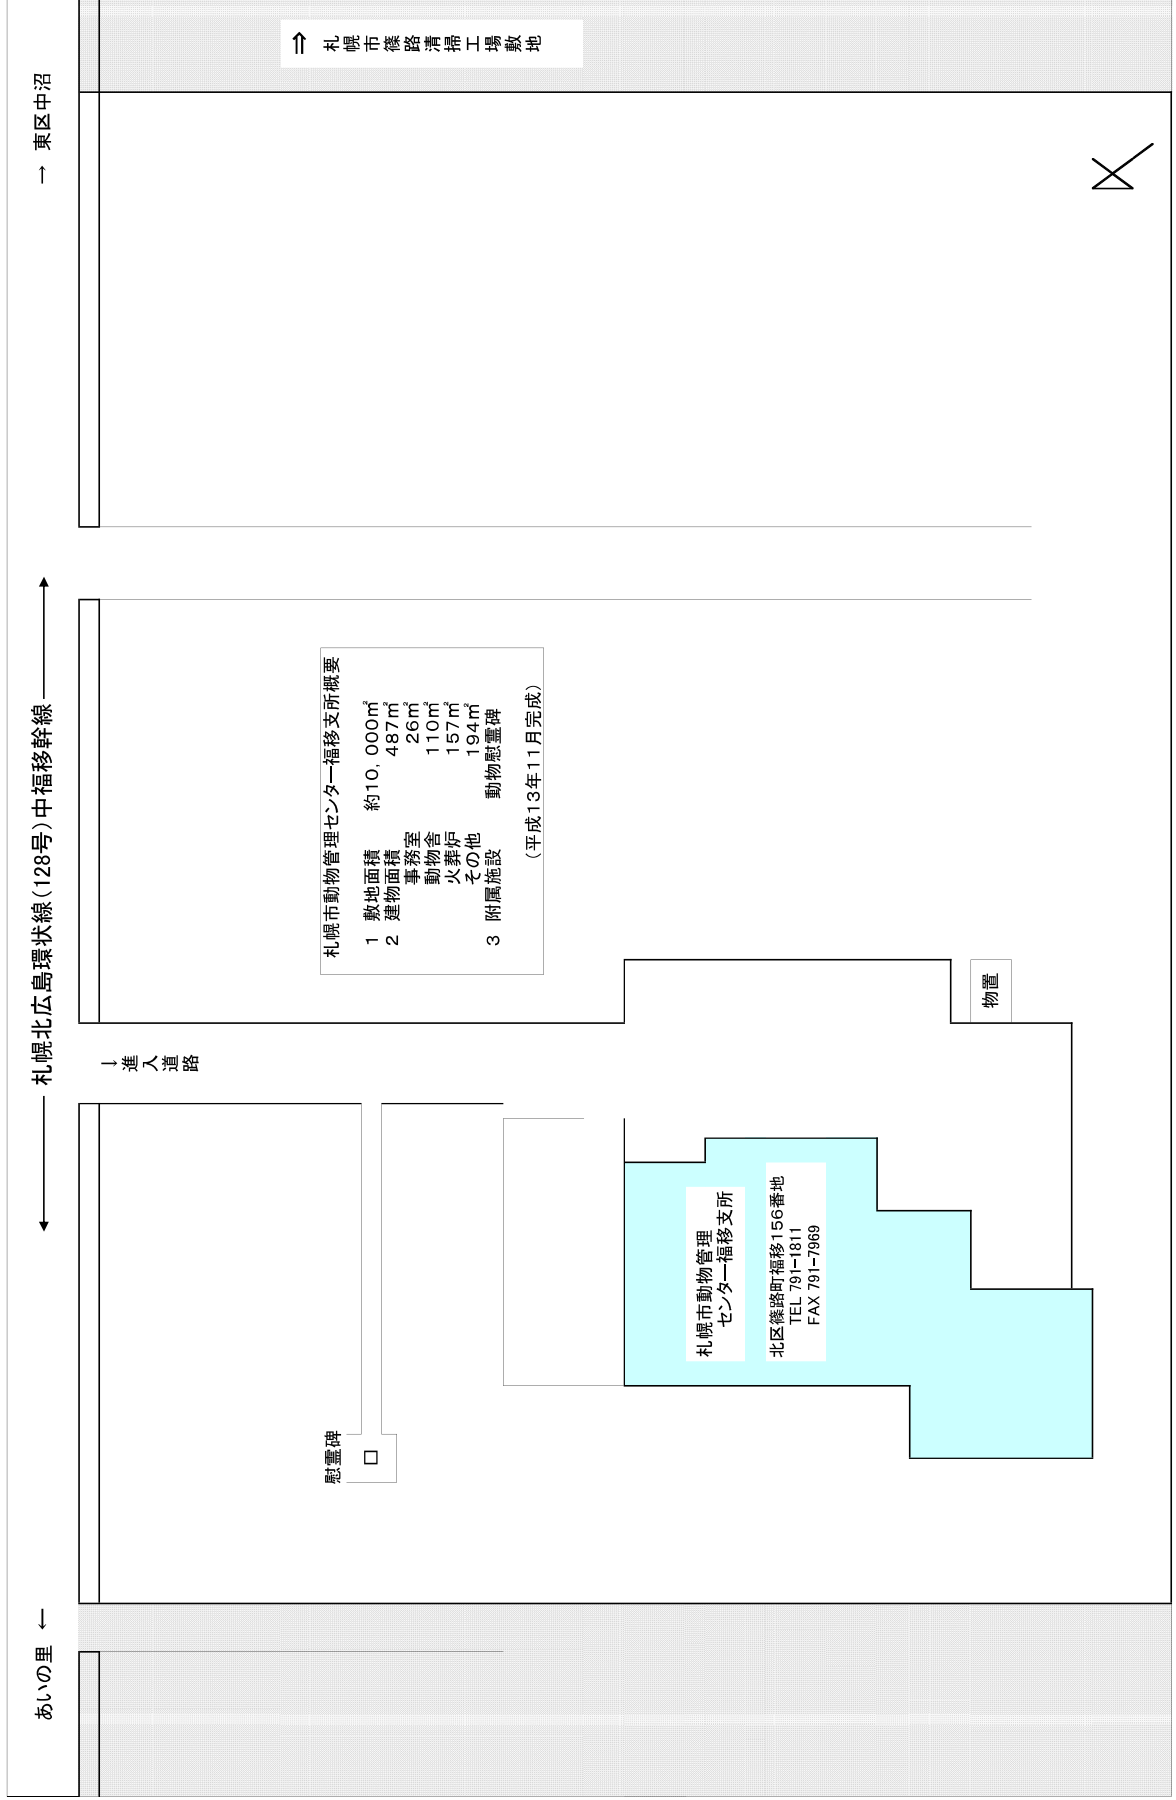 あいの里 ←
←── 札幌北広島環状線(128号)中福移幹線 ──→
→ 東区中沼
↓進入道路
⇒ 札幌市篠路清掃工場敷地
慰霊碑
札幌市動物管理センター福移支所概要
1 敷地面積 約10,000㎡
2 建物面積 487㎡
事務室 26㎡
動物舎 110㎡
火葬炉 157㎡
その他 194㎡
3 附属施設 動物慰霊碑
(平成13年11月完成)
札幌市動物管理
センター福移支所
北区篠路町福移156番地
TEL 791-1811
FAX 791-7969
物置